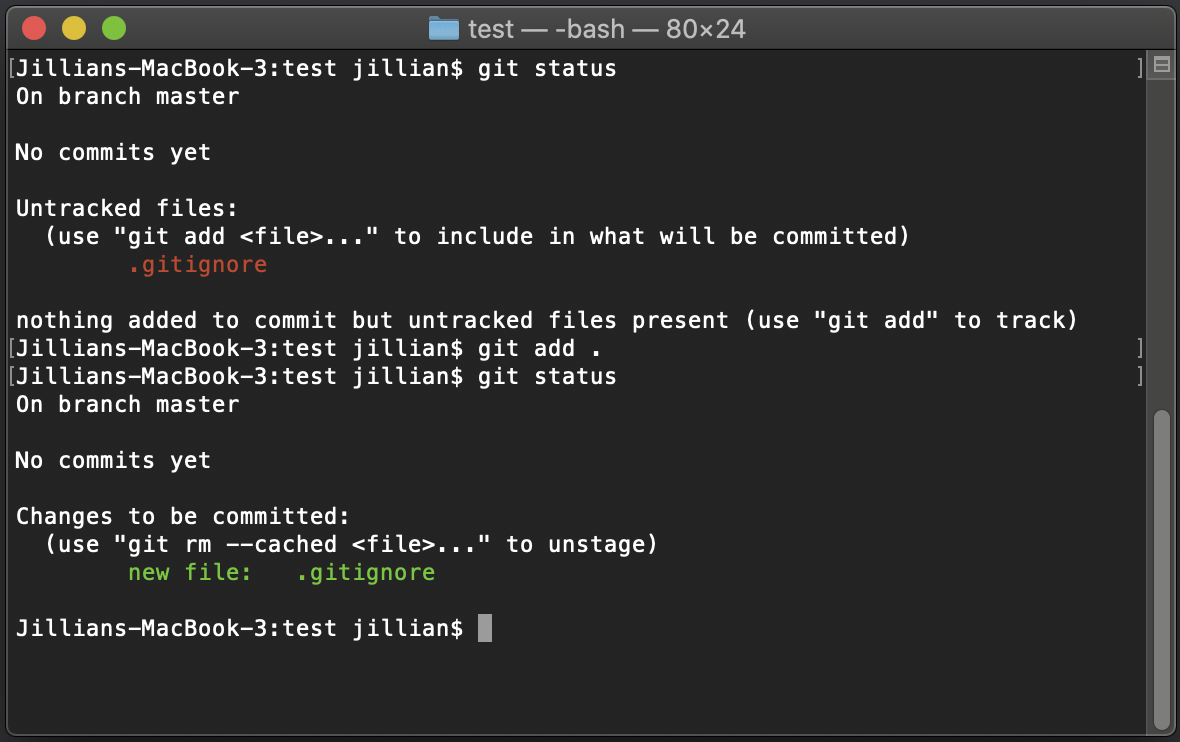 test — -bash — 80×24
[Jillians-MacBook-3:test jillian$ git status ]
On branch master

No commits yet

Untracked files:
  (use "git add <file>..." to include in what will be committed)
        .gitignore

nothing added to commit but untracked files present (use "git add" to track)
[Jillians-MacBook-3:test jillian$ git add . ]
[Jillians-MacBook-3:test jillian$ git status ]
On branch master

No commits yet

Changes to be committed:
  (use "git rm --cached <file>..." to unstage)
        new file:   .gitignore

Jillians-MacBook-3:test jillian$